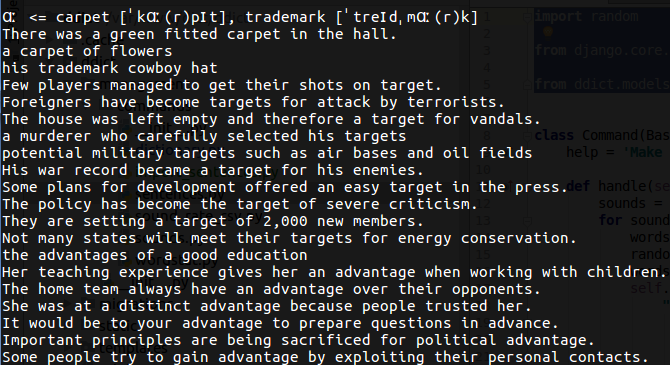 ɑː <= carpet [ˈkɑː(r)pɪt], trademark [ˈtreɪdˌmɑː(r)k]
There was a green fitted carpet in the hall.
a carpet of flowers
his trademark cowboy hat
Few players managed to get their shots on target.
Foreigners have become targets for attack by terrorists.
The house was left empty and therefore a target for vandals.
a murderer who carefully selected his targets
potential military targets such as air bases and oil fields
His war record became a target for his enemies.
Some plans for development offered an easy target in the press.
The policy has become the target of severe criticism.
They are setting a target of 2,000 new members.
Not many states will meet their targets for energy conservation.
the advantages of a good education
Her teaching experience gives her an advantage when working with children.
The home team always have an advantage over their opponents.
She was at a distinct advantage because people trusted her.
It would be to your advantage to prepare questions in advance.
Important principles are being sacrificed for political advantage.
Some people try to gain advantage by exploiting their personal contacts.
import random
from django.core.
from ddict.models
class Command(Bas
help = 'Make
def handle(se
sounds =
for sound
words
rando
self.